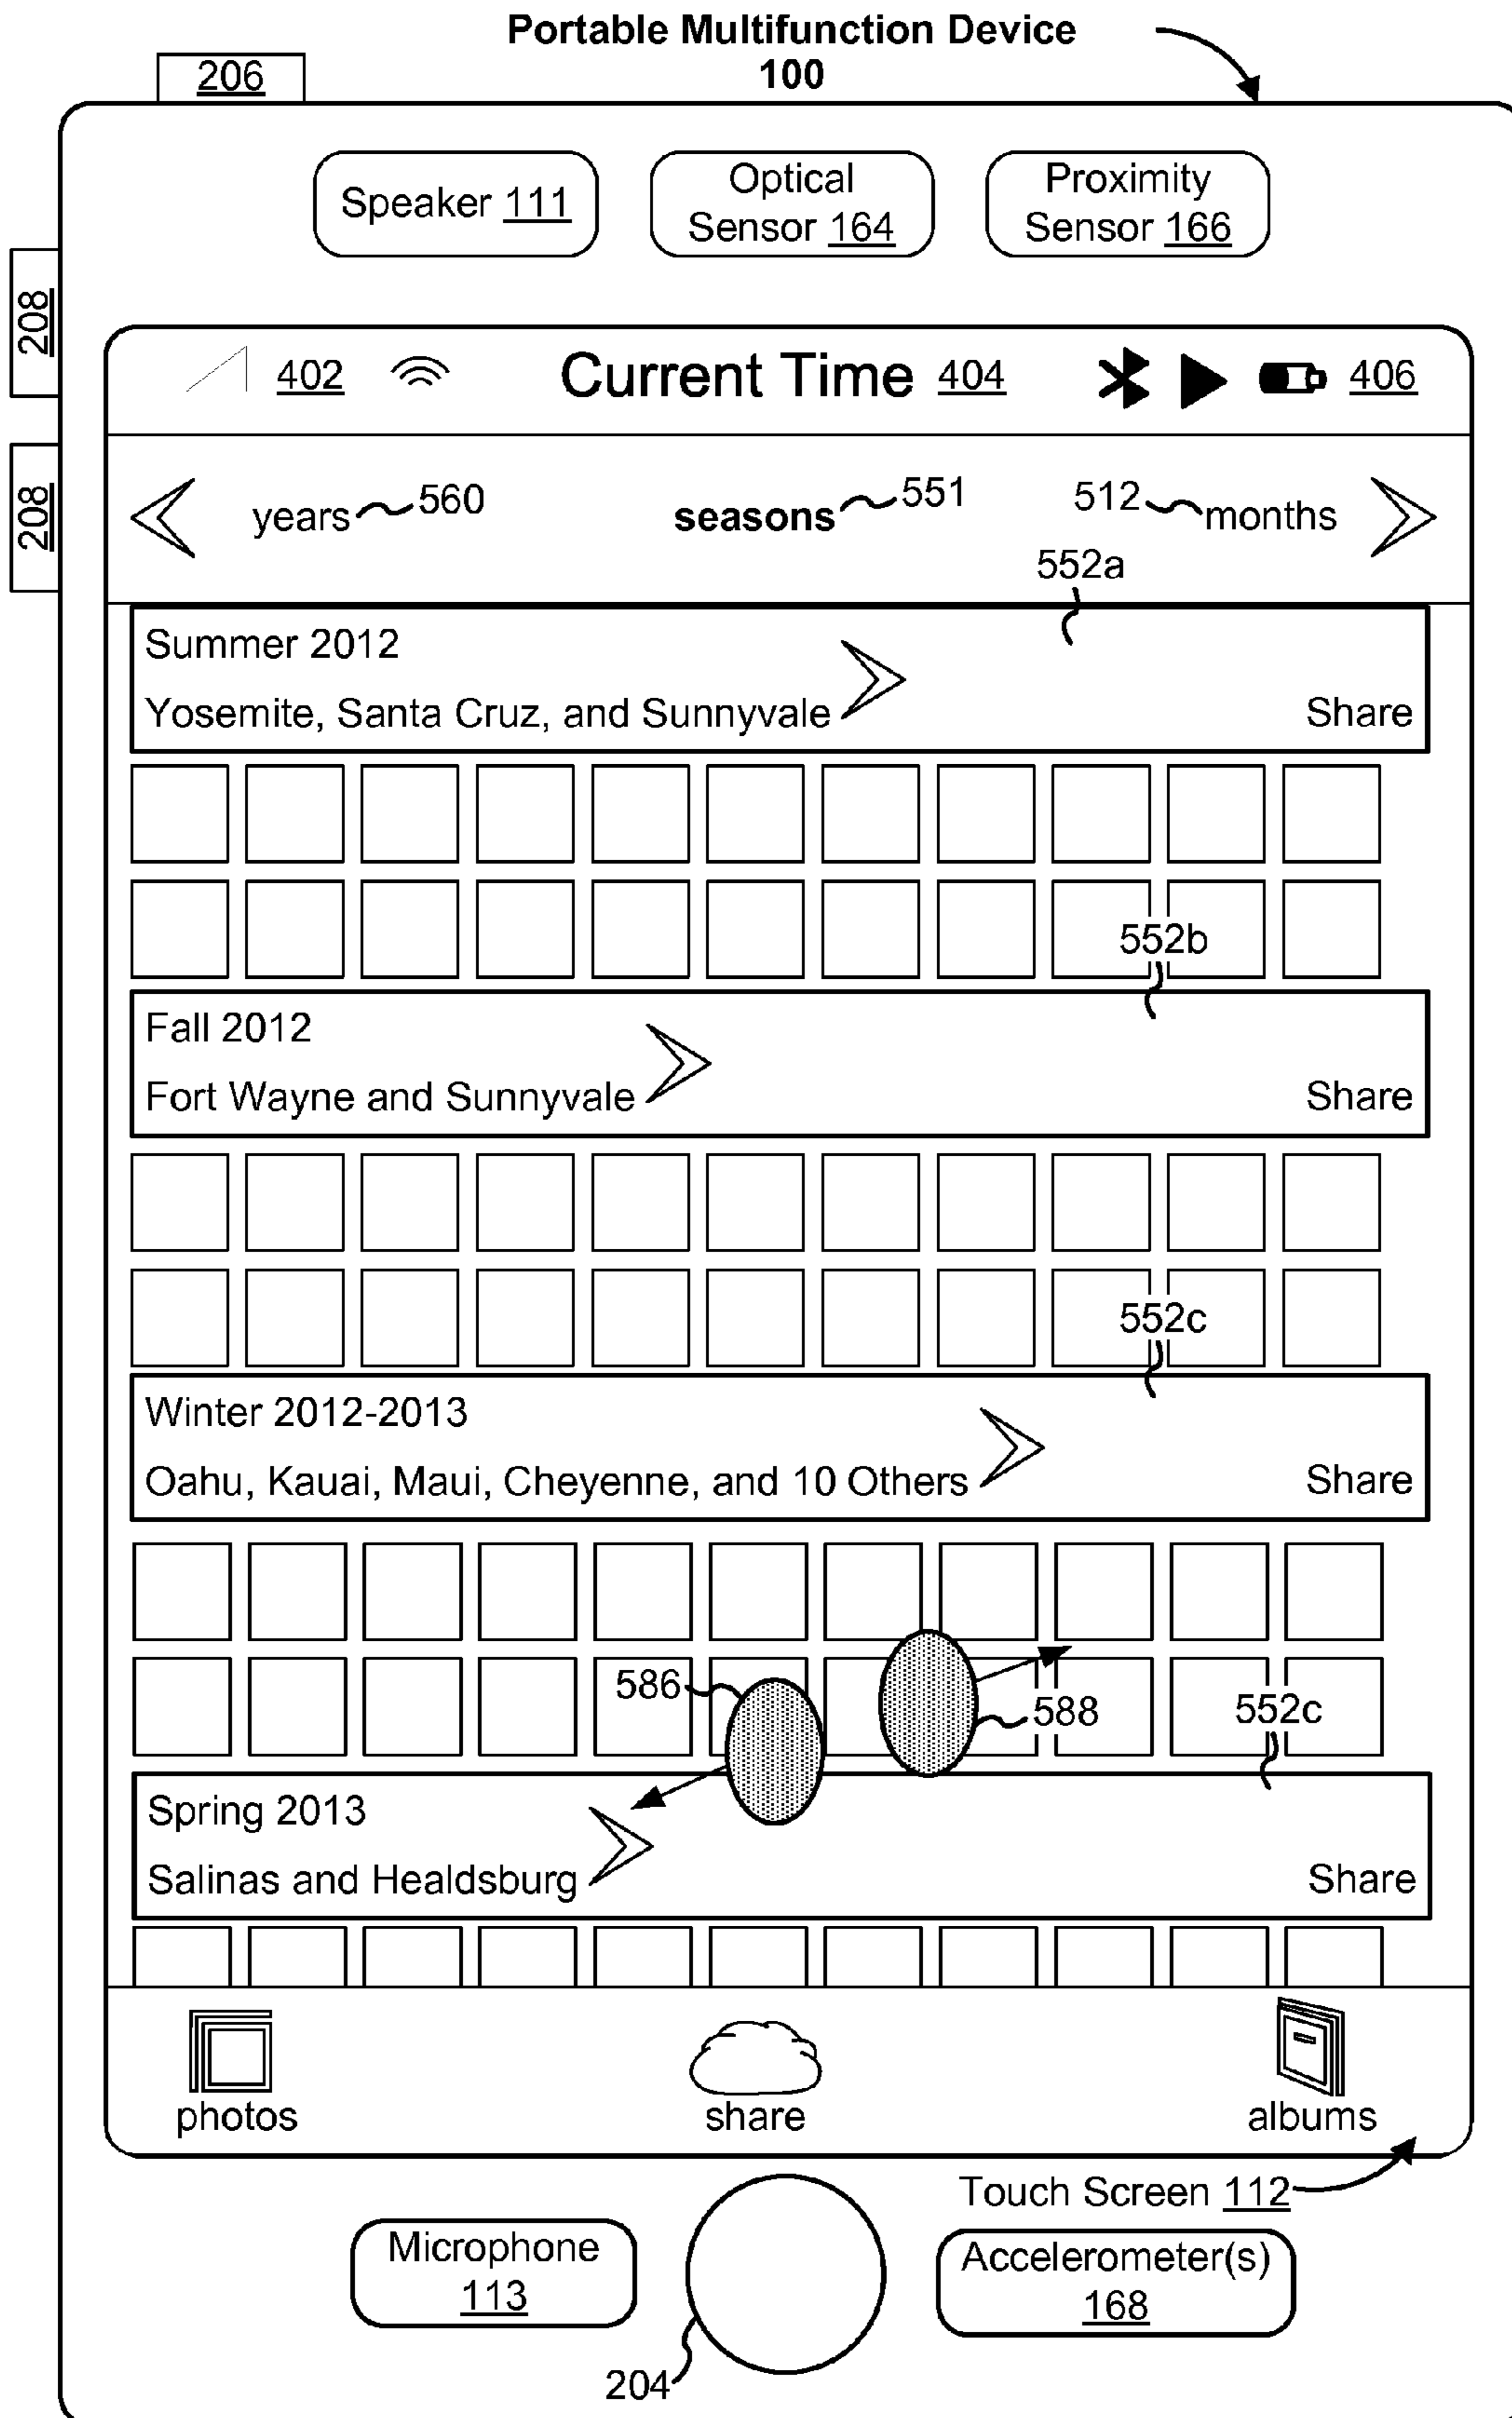 Portable Multifunction Device
100
206
Speaker 111
Optical
Sensor 164
Proximity
Sensor 166
208
208
402
Current Time 404
406
years
560
seasons
551
512
months
552a
Summer 2012
Yosemite, Santa Cruz, and Sunnyvale
Share
552b
Fall 2012
Fort Wayne and Sunnyvale
Share
552c
Winter 2012-2013
Oahu, Kauai, Maui, Cheyenne, and 10 Others
Share
586
588
552c
Spring 2013
Salinas and Healdsburg
Share
photos
share
albums
Touch Screen 112
Microphone
113
Accelerometer(s)
168
204